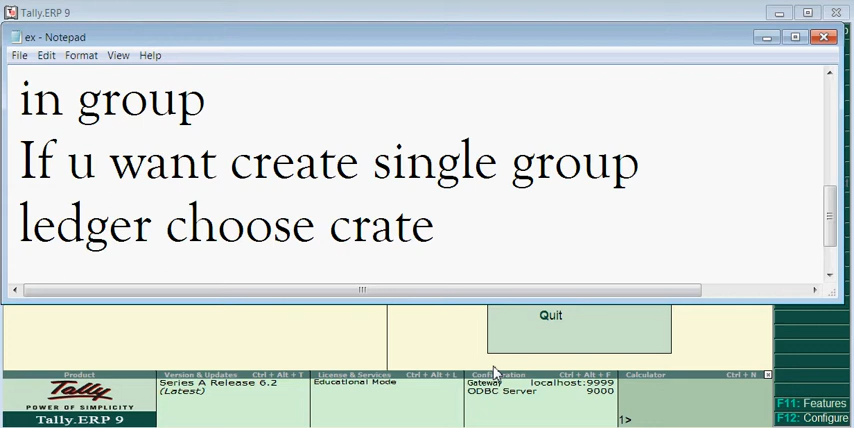 Tally.ERP 9
ex - Notepad
File Edit Format View Help
in group
If u want create single group
ledger choose crate
Quit
Product Version & Updates Ctrl + Alt + T License & Services Ctrl + Alt + L Configuration Ctrl + Alt + F Calculator Ctrl + N
Tally
POWER OF SIMPLICITY
Tally.ERP 9
Series A Release 6.2
(Latest)
Educational Mode
Gateway localhost:9999
ODBC Server 9000
1>
F11: Features
F12: Configure